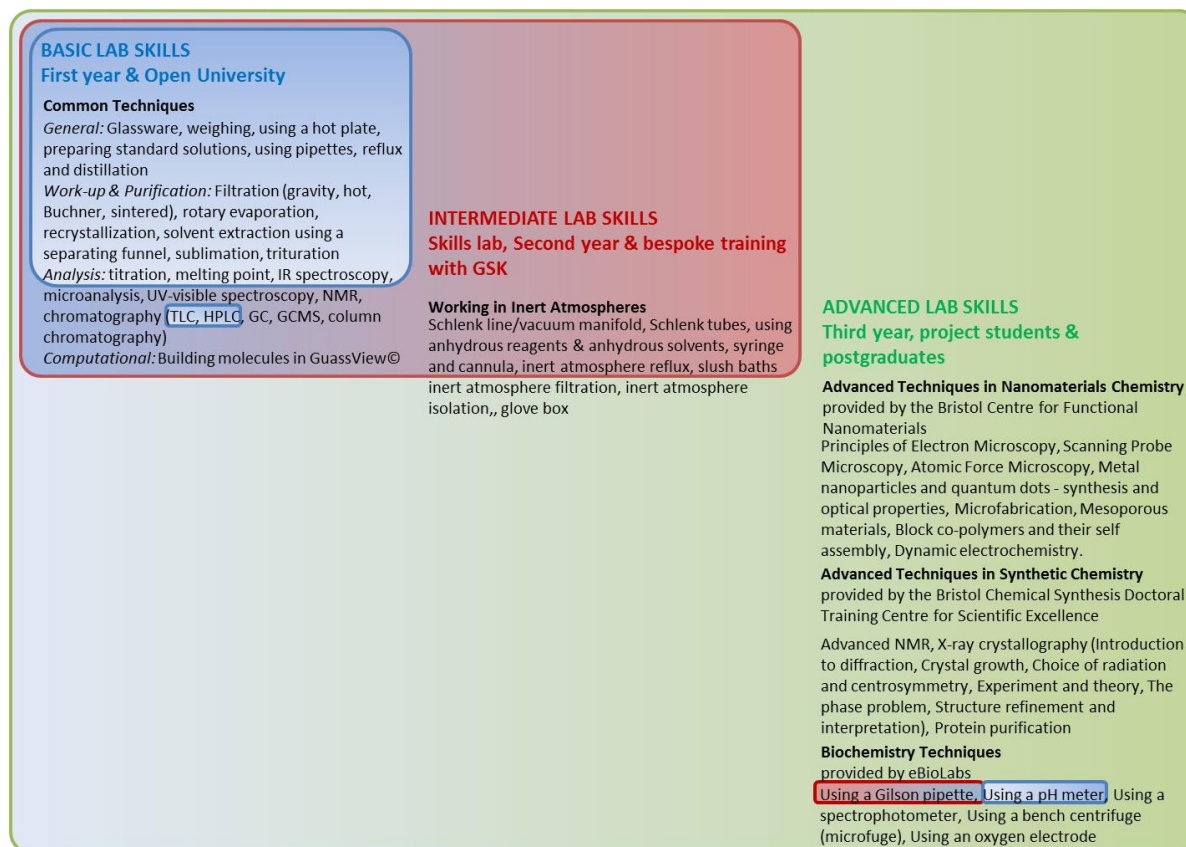 BASIC LAB SKILLS
First year & Open University
Common Techniques
General: Glassware, weighing, using a hot plate,
preparing standard solutions, using pipettes, reflux
and distillation
Work-up & Purification: Filtration (gravity, hot,
Buchner, sintered), rotary evaporation,
recrystallization, solvent extraction using a
separating funnel, sublimation, trituration
Analysis: titration, melting point, IR spectroscopy,
microanalysis, UV-visible spectroscopy, NMR,
chromatography (TLC, HPLC, GC, GCMS, column
chromatography)
Computational: Building molecules in GuassView©
INTERMEDIATE LAB SKILLS
Skills lab, Second year & bespoke training
with GSK
Working in Inert Atmospheres
Schlenk line/vacuum manifold, Schlenk tubes, using
anhydrous reagents & anhydrous solvents, syringe
and cannula, inert atmosphere reflux, slush baths
inert atmosphere filtration, inert atmosphere
isolation,, glove box
ADVANCED LAB SKILLS
Third year, project students &
postgraduates
Advanced Techniques in Nanomaterials Chemistry
provided by the Bristol Centre for Functional
Nanomaterials
Principles of Electron Microscopy, Scanning Probe
Microscopy, Atomic Force Microscopy, Metal
nanoparticles and quantum dots - synthesis and
optical properties, Microfabrication, Mesoporous
materials, Block co-polymers and their self
assembly, Dynamic electrochemistry.
Advanced Techniques in Synthetic Chemistry
provided by the Bristol Chemical Synthesis Doctoral
Training Centre for Scientific Excellence
Advanced NMR, X-ray crystallography (Introduction
to diffraction, Crystal growth, Choice of radiation
and centrosymmetry, Experiment and theory, The
phase problem, Structure refinement and
interpretation), Protein purification
Biochemistry Techniques
provided by eBioLabs
Using a Gilson pipette, Using a pH meter, Using a
spectrophotometer, Using a bench centrifuge
(microfuge), Using an oxygen electrode